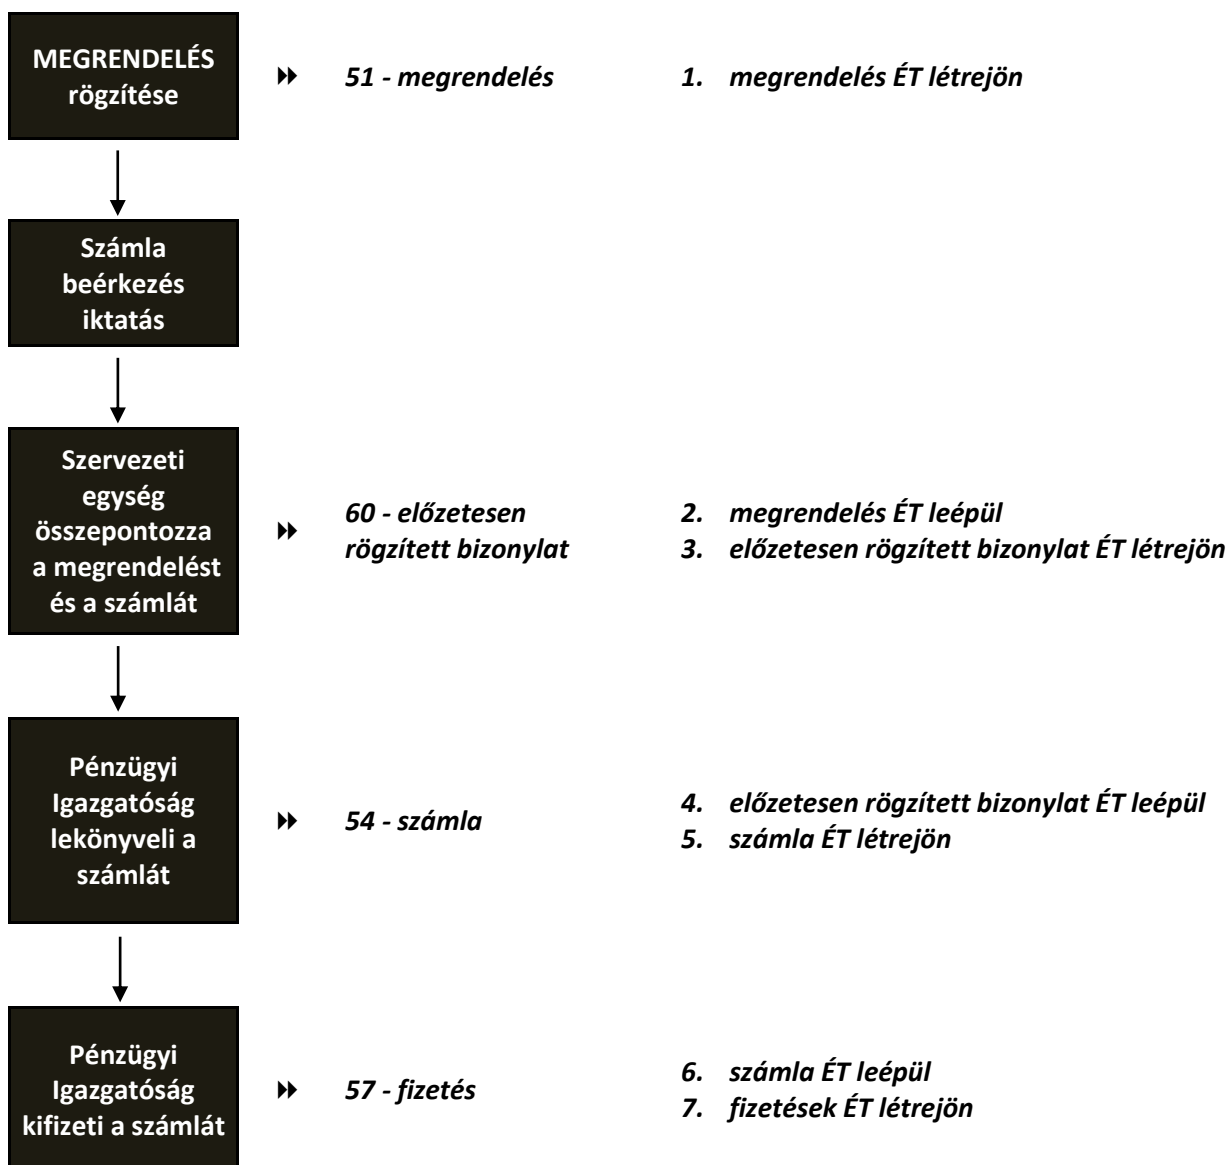 MEGRENDELÉS
rögzítése
51 - megrendelés
1. megrendelés ÉT létrejön
Számla
beérkezés
iktatás
Szervezeti
egység
összepontozza
a megrendelést
és a számlát
60 - előzetesen
rögzített bizonylat
2. megrendelés ÉT leépül
3. előzetesen rögzített bizonylat ÉT létrejön
Pénzügyi
Igazgatóság
lekönyveli a
számlát
54 - számla
4. előzetesen rögzített bizonylat ÉT leépül
5. számla ÉT létrejön
Pénzügyi
Igazgatóság
kifizeti a számlát
57 - fizetés
6. számla ÉT leépül
7. fizetések ÉT létrejön